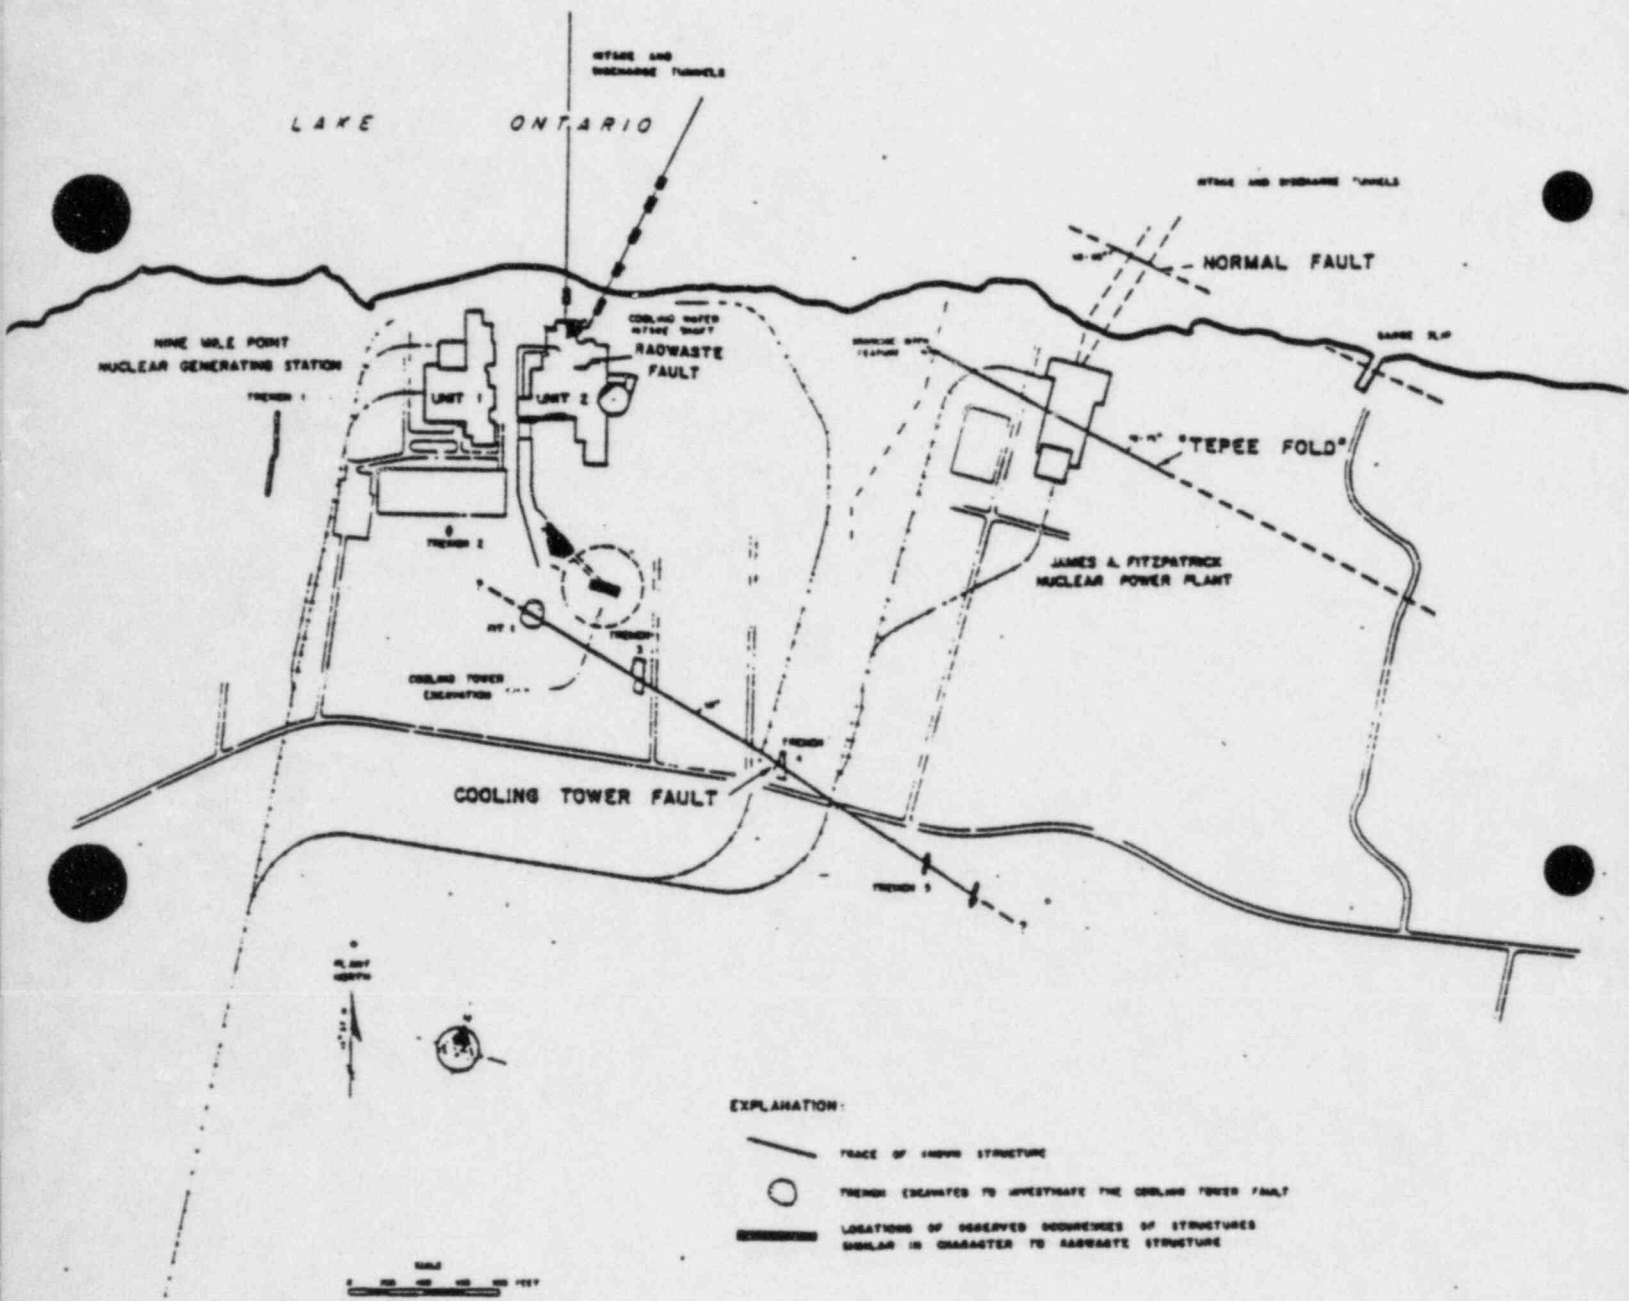 INTAKE AND
DISCHARGE TUNNELS
LAKE ONTARIO
INTAKE AND DISCHARGE TUNNELS
NORMAL FAULT
NINE MILE POINT
NUCLEAR GENERATING STATION
TRENCH 1
COOLING WATER
INTAKE SHAFT
RADWASTE
FAULT
UNIT 1
UNIT 2
FEATURE
BARGE SLIP
"TEPEE FOLD"
TRENCH 2
JAMES A. FITZPATRICK
NUCLEAR POWER PLANT
?
PIT 1
TRENCH
3
COOLING TOWER
EXCAVATION
TRENCH
4
COOLING TOWER FAULT
TRENCH 5
?
PLANT
NORTH
EXPLANATION:
TRACE OF KNOWN STRUCTURE
TRENCH EXCAVATED TO INVESTIGATE THE COOLING TOWER FAULT
LOCATIONS OF OBSERVED OCCURENCES OF STRUCTURES
SIMILAR IN CHARACTER TO RADWASTE STRUCTURE
SCALE
0 FEET